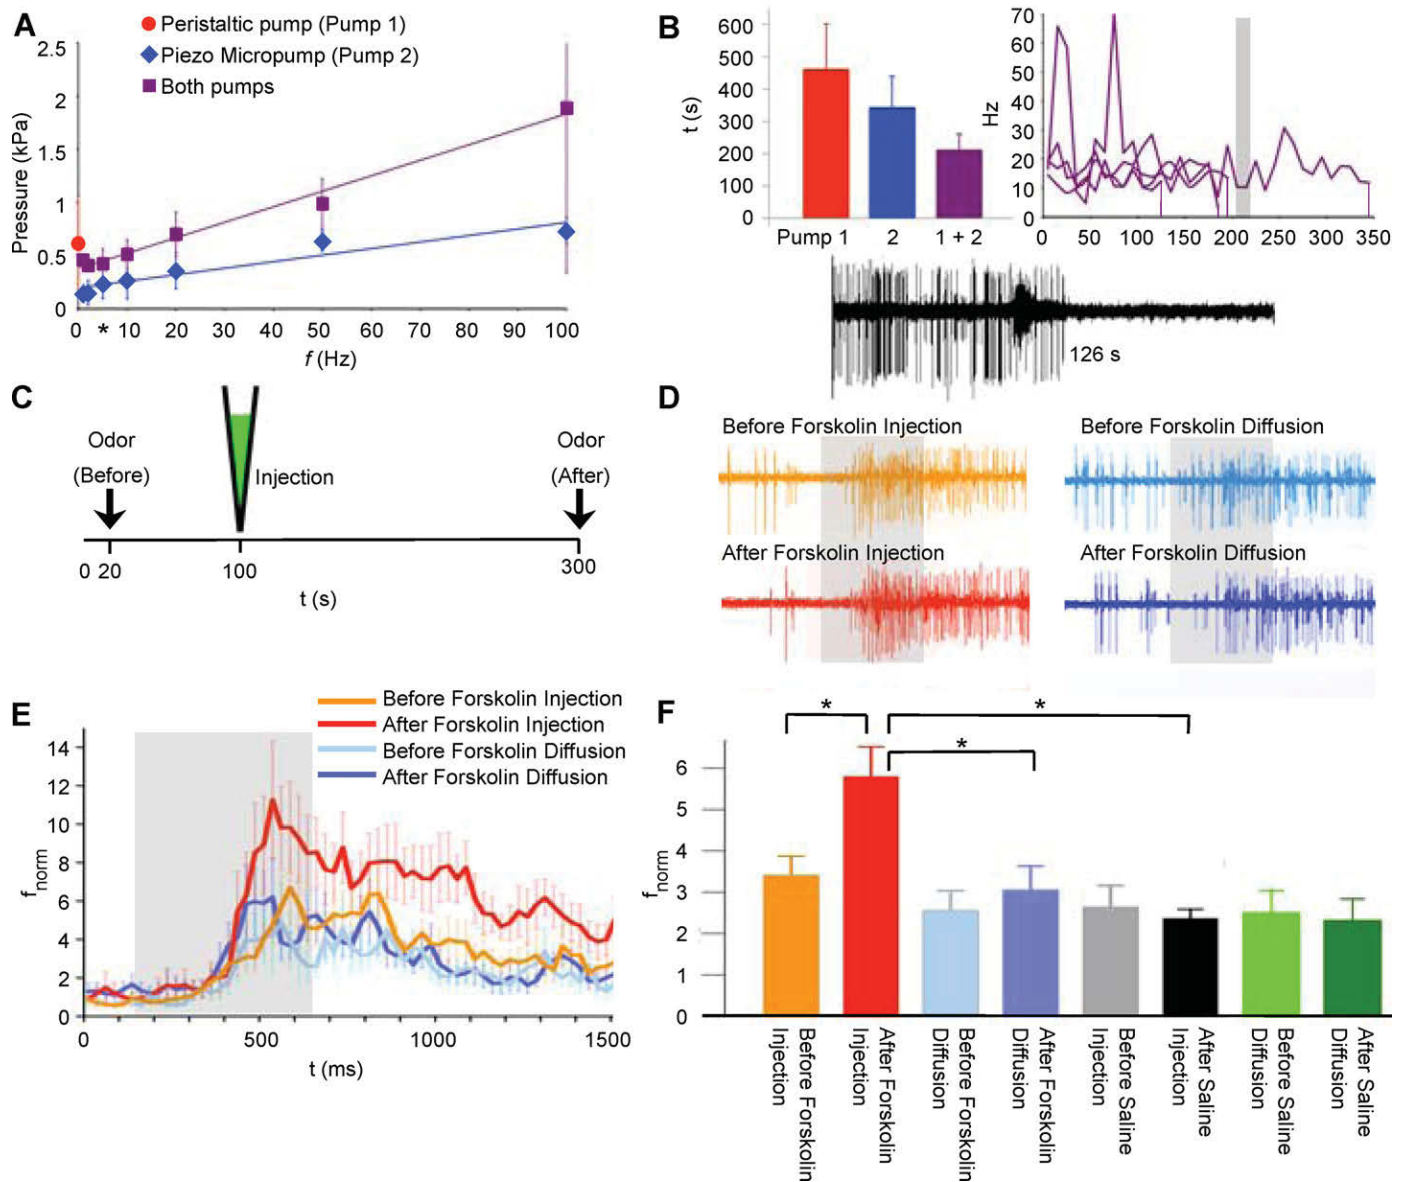 A
Peristaltic pump (Pump 1)
Piezo Micropump (Pump 2)
Both pumps
Pressure (kPa)
2.5
2
1.5
1
0.5
0
0 * 10 20 30 40 50 60 70 80 90 100
f (Hz)
B
t (s)
600
500
400
300
200
100
0
Pump 1 2 1 + 2
Hz
70
60
50
40
30
20
10
0
0 50 100 150 200 250 300 350
126 s
C
Odor
(Before)
Injection
Odor
(After)
0 20 100 300
t (s)
D
Before Forskolin Injection
After Forskolin Injection
Before Forskolin Diffusion
After Forskolin Diffusion
E
Before Forskolin Injection
After Forskolin Injection
Before Forskolin Diffusion
After Forskolin Diffusion
fnorm
14
12
10
8
6
4
2
0
0 500 1000 1500
t (ms)
F
* * *
fnorm
6
5
4
3
2
1
0
Before Forskolin
Injection
After Forskolin
Injection
Before Forskolin
Diffusion
After Forskolin
Diffusion
Before Saline
Injection
After Saline
Injection
Before Saline
Diffusion
After Saline
Diffusion